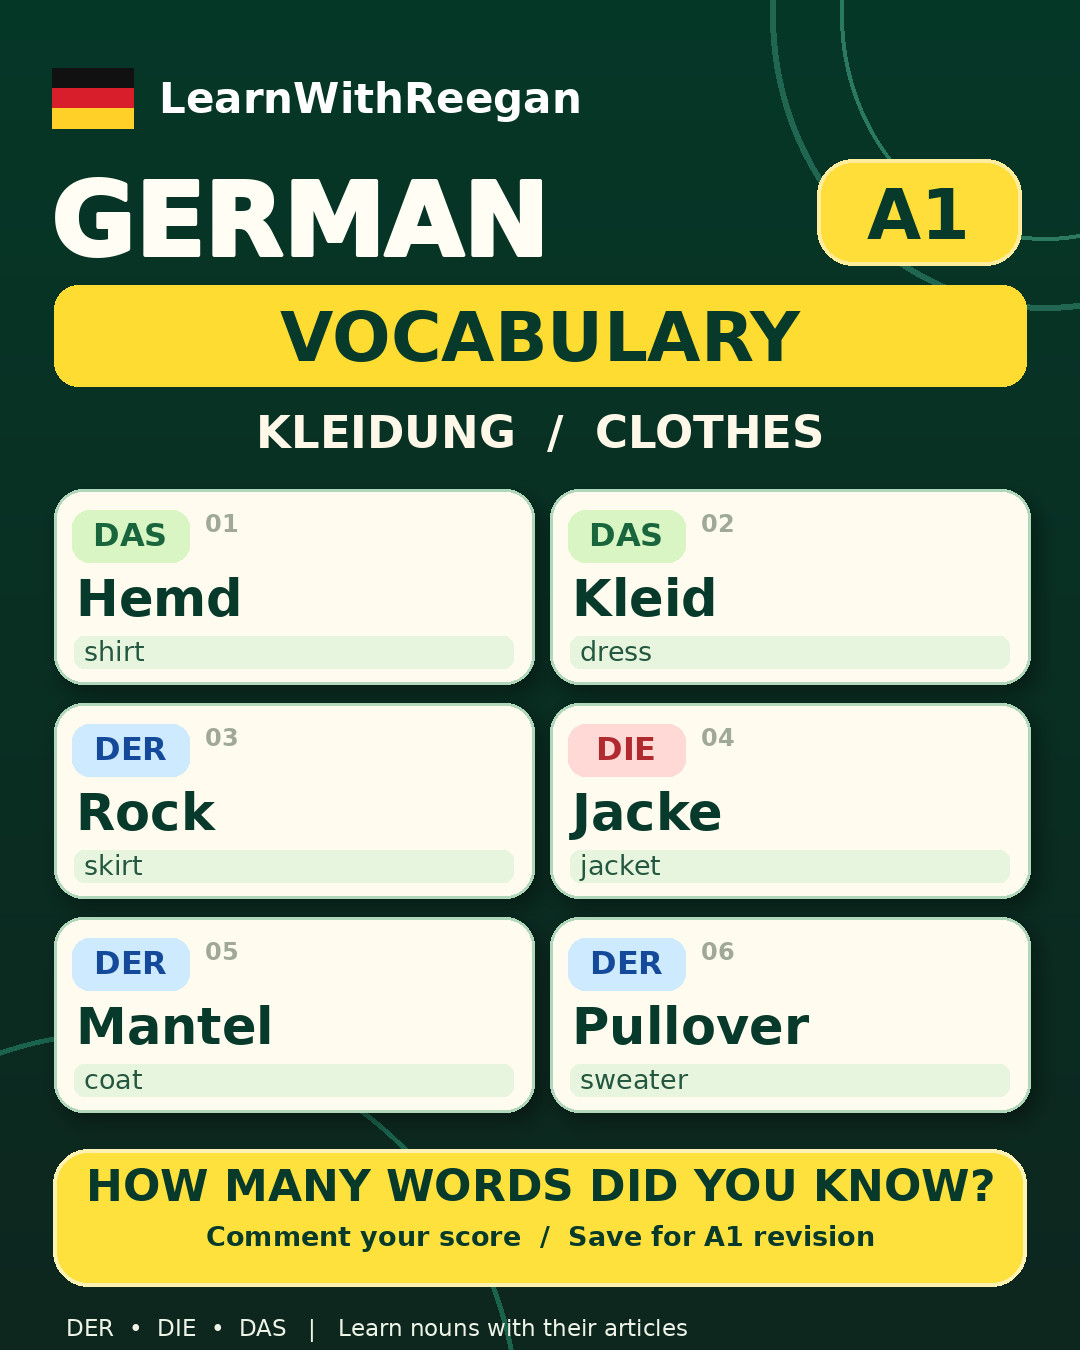 LearnWithReegan
GERMAN
A1
VOCABULARY
KLEIDUNG / CLOTHES
DAS 01
Hemd
shirt
DAS 02
Kleid
dress
DER 03
Rock
skirt
DIE 04
Jacke
jacket
DER 05
Mantel
coat
DER 06
Pullover
sweater
HOW MANY WORDS DID YOU KNOW?
Comment your score / Save for A1 revision
DER • DIE • DAS | Learn nouns with their articles